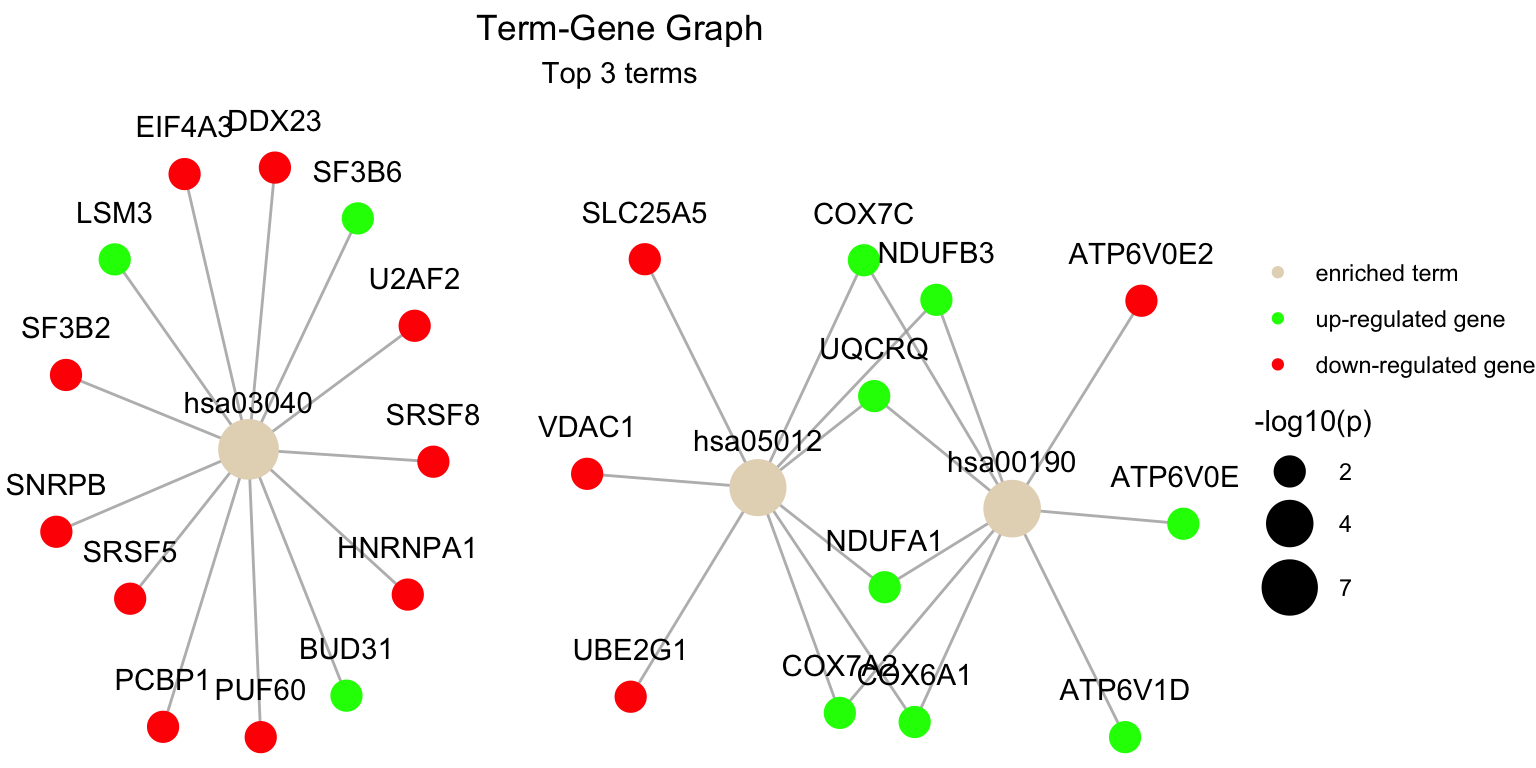 Term-Gene Graph
Top 3 terms
EIF4A3
DDX23
SF3B6
LSM3
U2AF2
SF3B2
hsa03040
SRSF8
SNRPB
SRSF5
HNRNPA1
BUD31
PCBP1
PUF60
SLC25A5
COX7C
NDUFB3
ATP6V0E2
UQCRQ
VDAC1
hsa05012
hsa00190
ATP6V0E
NDUFA1
UBE2G1
COX7A2
COX6A1
ATP6V1D
enriched term
up-regulated gene
down-regulated gene
-log10(p)
2
4
7